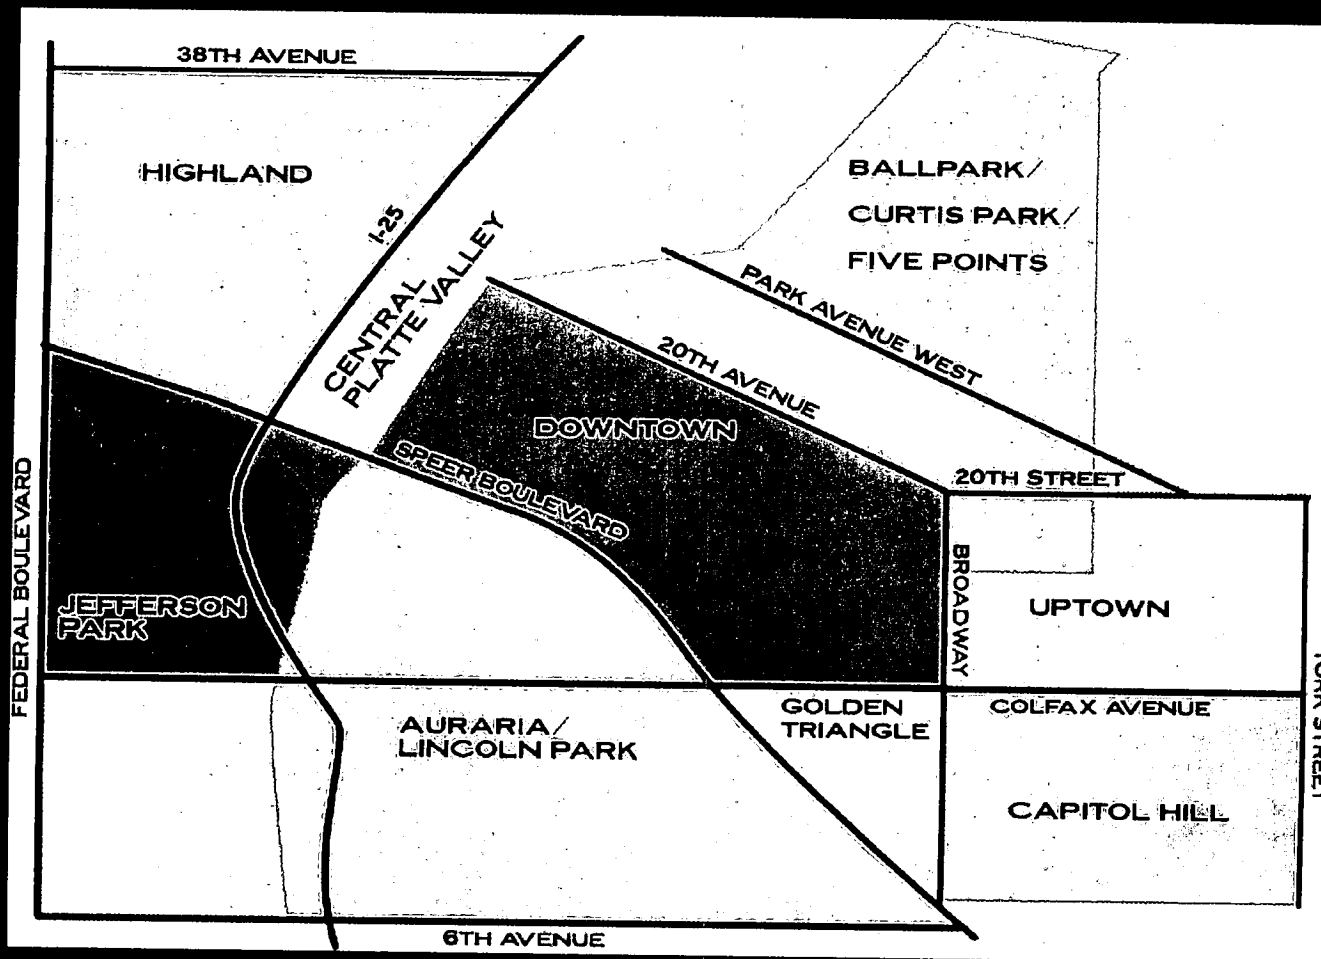 38TH AVENUE
HIGHLAND
I-25
CENTRAL
PLATTE VALLEY
BALLPARK/
CURTIS PARK/
FIVE POINTS
PARK AVENUE WEST
20TH AVENUE
DOWNTOWN
SPEER BOULEVARD
20TH STREET
FEDERAL BOULEVARD
JEFFERSON
PARK
BROADWAY
UPTOWN
YORK STREET
AURARIA/
LINCOLN PARK
GOLDEN
TRIANGLE
COLFAX AVENUE
CAPITOL HILL
6TH AVENUE